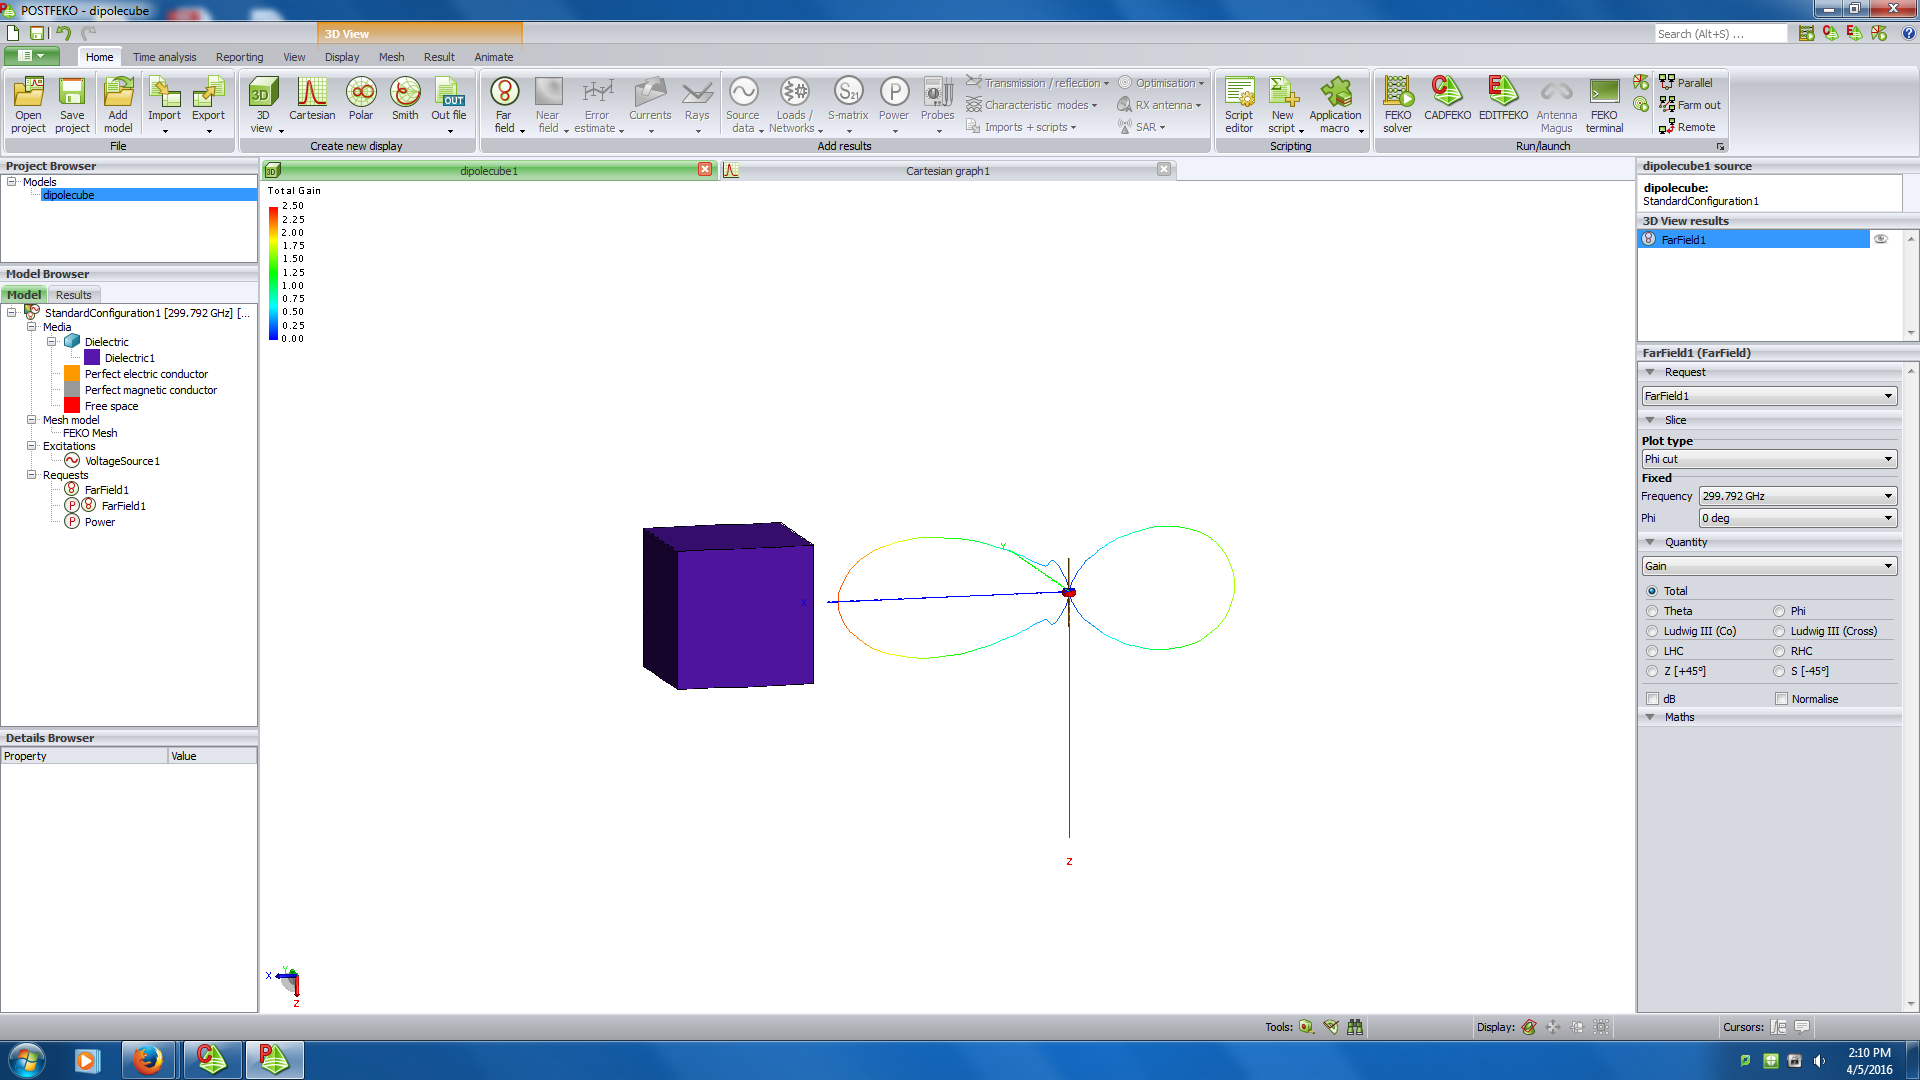 POSTFEKO - dipolecube
3D View
Search (Alt+S) ...
Home
Time analysis
Reporting
View
Display
Mesh
Result
Animate
Open project
Save project
Add model
Import
Export
File
3D view
Cartesian
Polar
Smith
OUT
Out file
Create new display
Far field
Near field
Error estimate
Currents
Rays
Source data
Loads / Networks
S21
S-matrix
P
Power
Probes
Transmission / reflection
Characteristic modes
Imports + scripts
Optimisation
RX antenna
SAR
Add results
Script editor
New script
Application macro
Scripting
FEKO solver
CADFEKO
EDITFEKO
Antenna Magus
FEKO terminal
Parallel
Farm out
Remote
Run/launch
Project Browser
Models
dipolecube
Model Browser
Model
Results
StandardConfiguration1 [299.792 GHz] [...
Media
Dielectric
Dielectric1
Perfect electric conductor
Perfect magnetic conductor
Free space
Mesh model
FEKO Mesh
Excitations
VoltageSource1
Requests
FarField1
P
FarField1
P
Power
Details Browser
Property
Value
3D
dipolecube1
Cartesian graph1
Total Gain
2.50
2.25
2.00
1.75
1.50
1.25
1.00
0.75
0.50
0.25
0.00
Y
X
Z
X
Y
Z
dipolecube1 source
dipolecube:
StandardConfiguration1
3D View results
FarField1
FarField1 (FarField)
Request
FarField1
Slice
Plot type
Phi cut
Fixed
Frequency
299.792 GHz
Phi
0 deg
Quantity
Gain
Total
Theta
Phi
Ludwig III (Co)
Ludwig III (Cross)
LHC
RHC
Z [+45°]
S [-45°]
dB
Normalise
Maths
Tools:
Display:
Cursors:
2:10 PM
4/5/2016